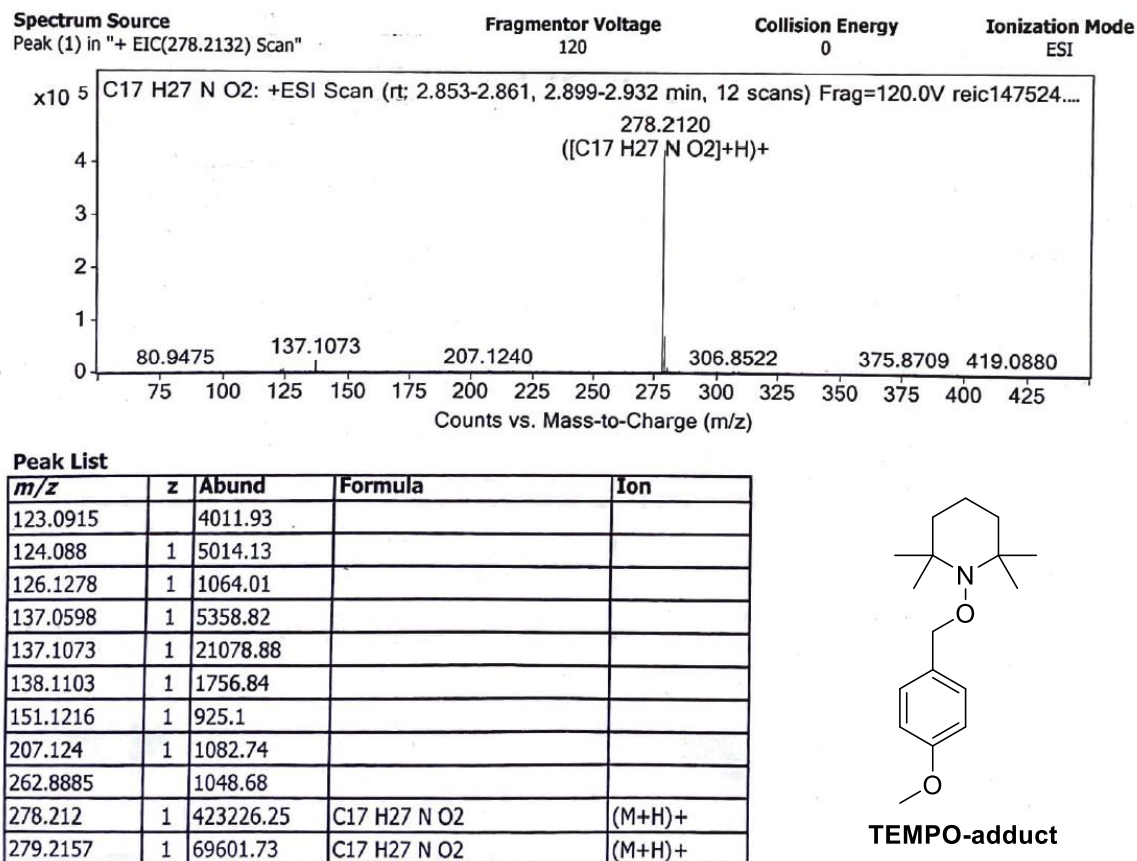 Spectrum Source Fragmentor Voltage Collision Energy Ionization Mode
Peak (1) in "+ EIC(278.2132) Scan" 120 0 ESI
x10 5 C17 H27 N O2: +ESI Scan (rt: 2.853-2.861, 2.899-2.932 min, 12 scans) Frag=120.0V reic147524....
278.2120
([C17 H27 N O2]+H)+
4
3
2
1
0
80.9475 137.1073 207.1240 306.8522 375.8709 419.0880
75 100 125 150 175 200 225 250 275 300 325 350 375 400 425
Counts vs. Mass-to-Charge (m/z)
Peak List
m/z z Abund Formula Ion
123.0915 4011.93
124.088 1 5014.13
126.1278 1 1064.01
137.0598 1 5358.82
137.1073 1 21078.88
138.1103 1 1756.84
151.1216 1 925.1
207.124 1 1082.74
262.8885 1048.68
278.212 1 423226.25 C17 H27 N O2 (M+H)+
279.2157 1 69601.73 C17 H27 N O2 (M+H)+
N
O
O
TEMPO-adduct